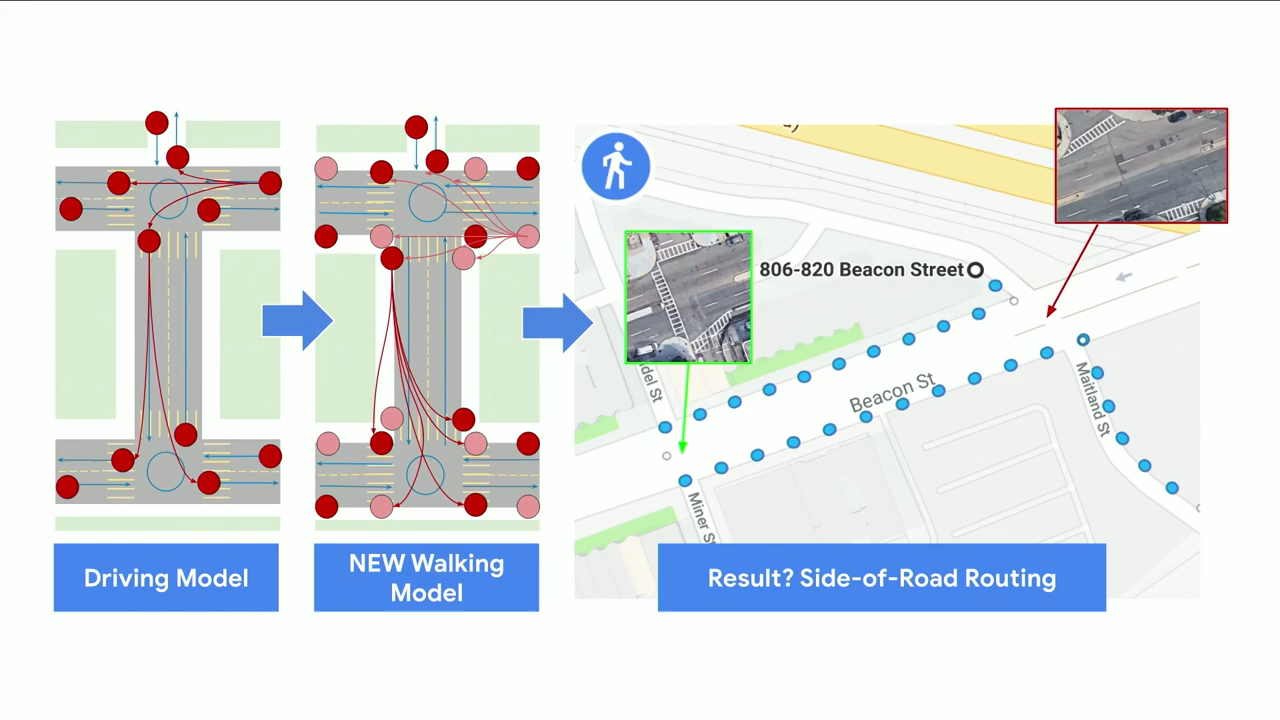 806-820 Beacon Street
del St
Beacon St
Maitland St
Miner S
Driving Model
NEW Walking
Model
Result? Side-of-Road Routing